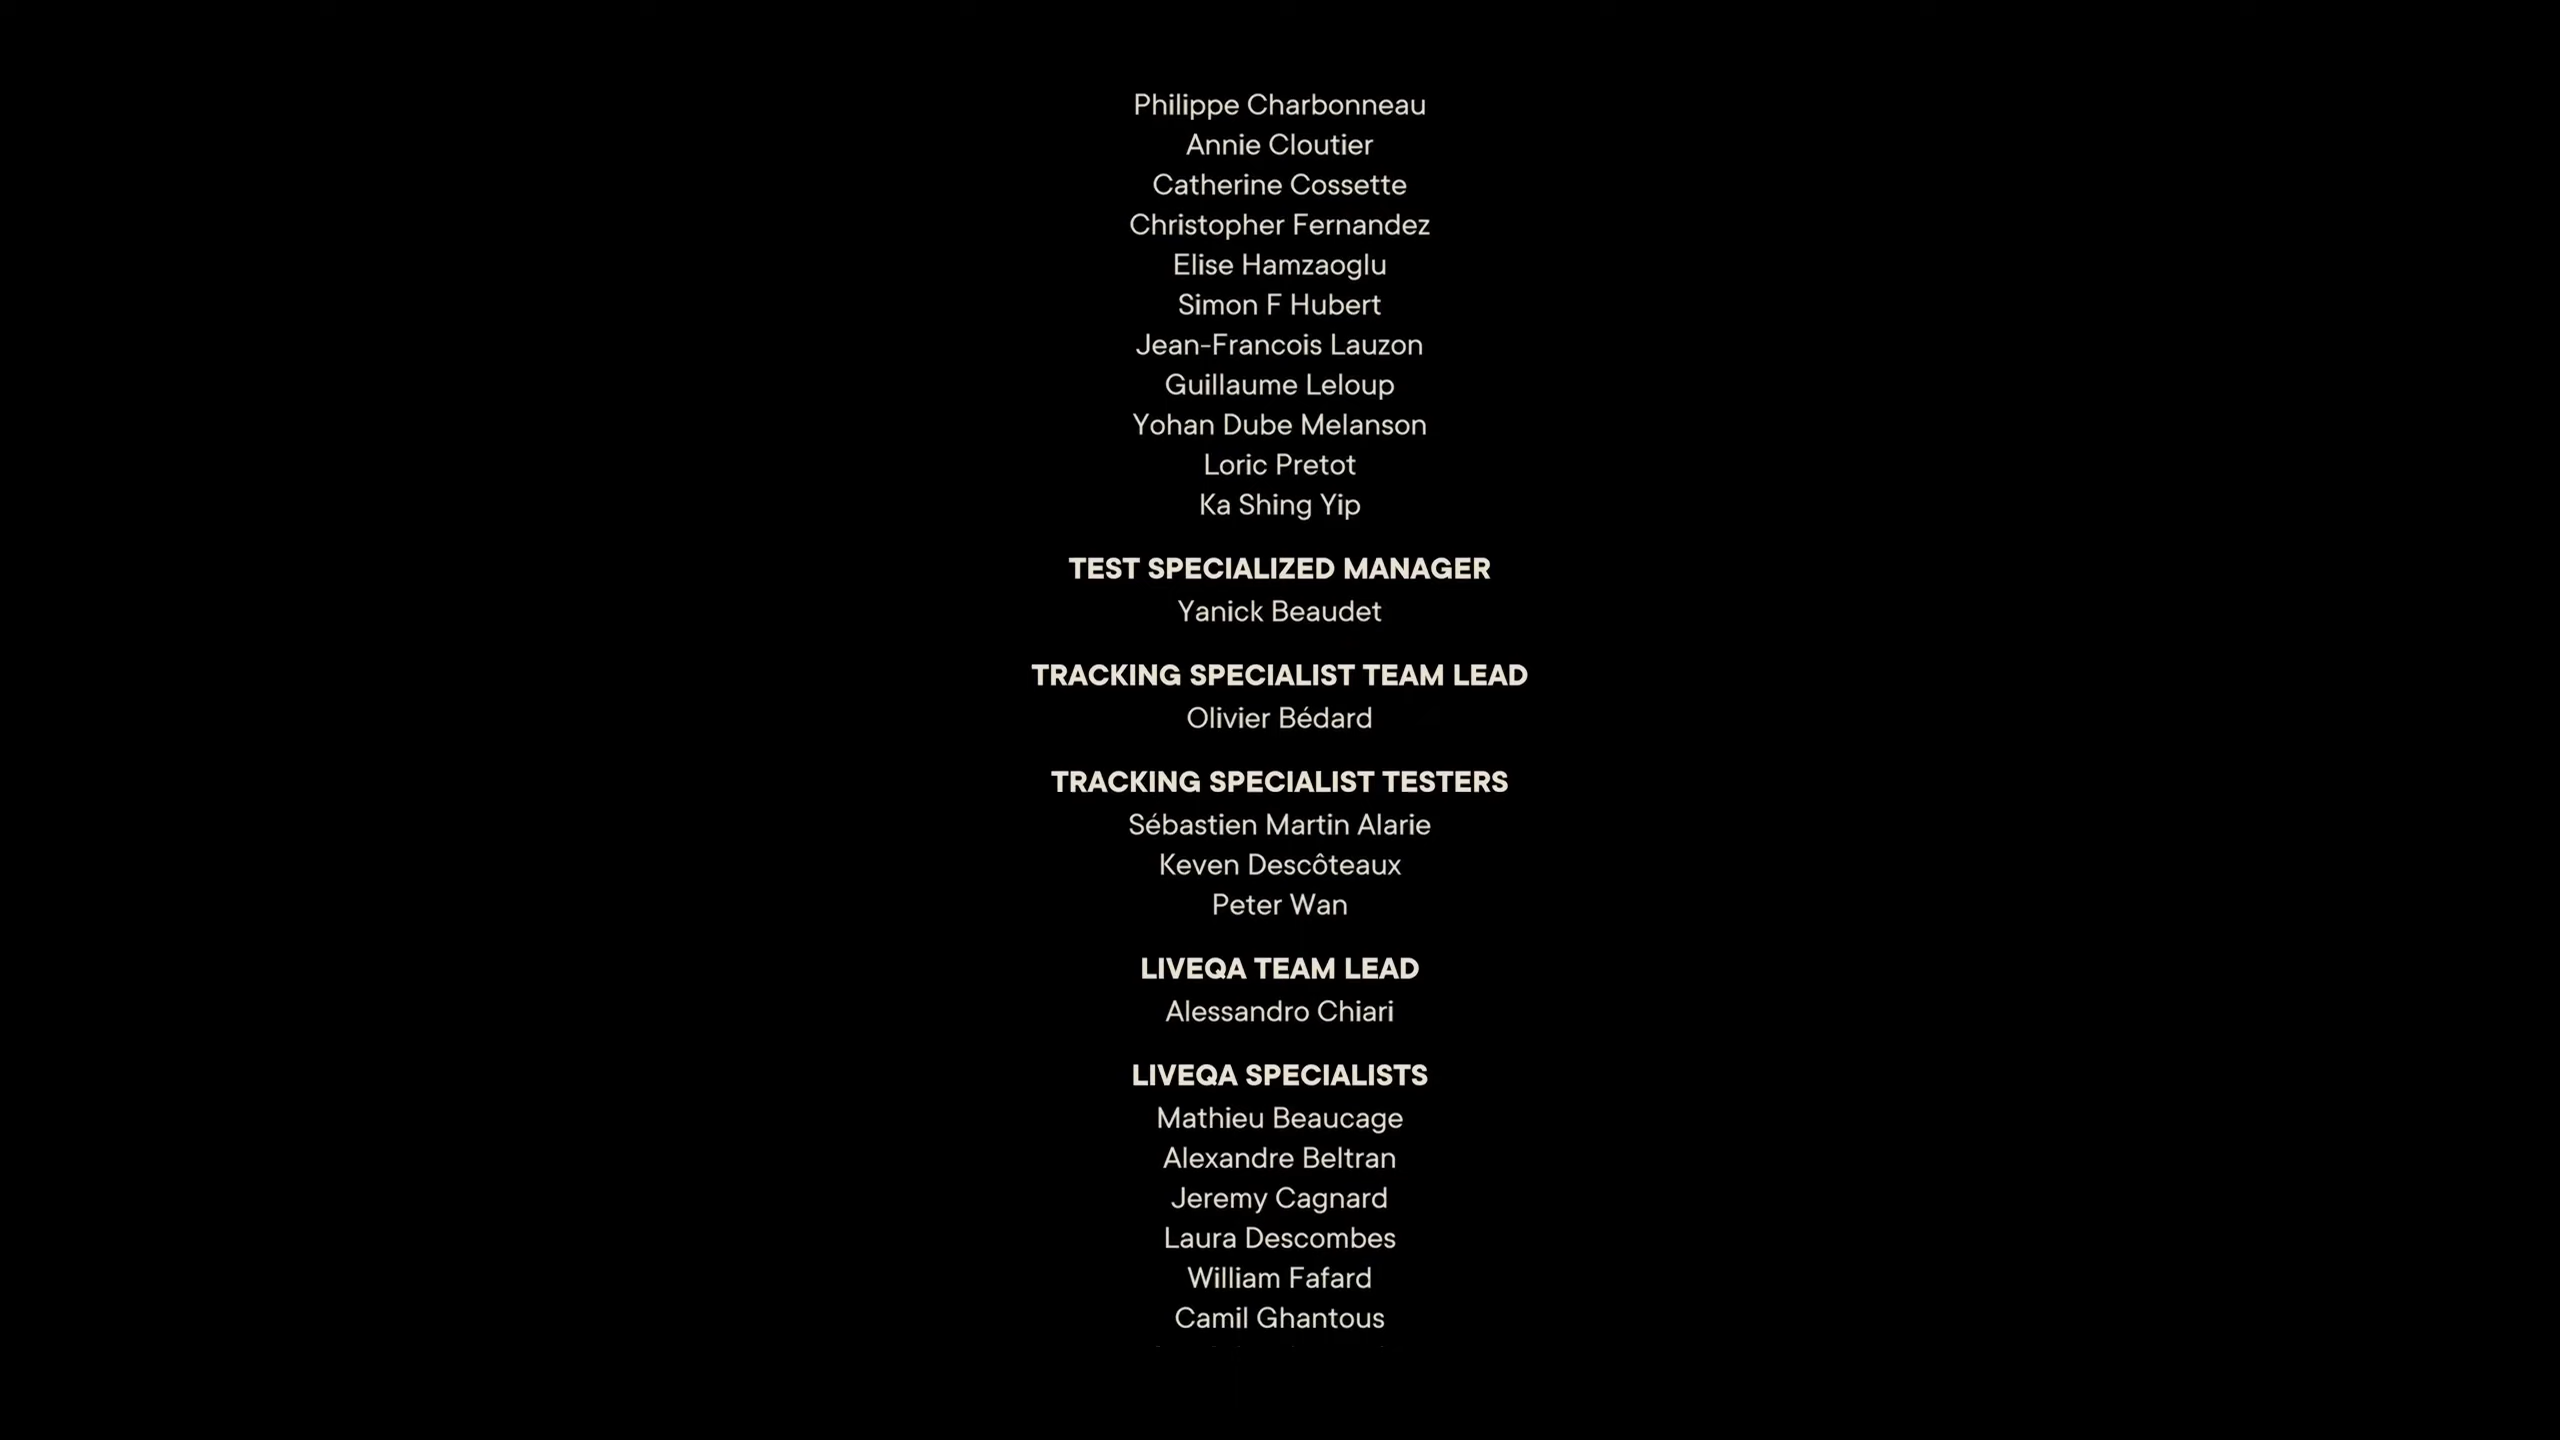 Philippe Charbonneau
Annie Cloutier
Catherine Cossette
Christopher Fernandez
Elise Hamzaoglu
Simon F Hubert
Jean-Francois Lauzon
Guillaume Leloup
Yohan Dube Melanson
Loric Pretot
Ka Shing Yip
TEST SPECIALIZED MANAGER
Yanick Beaudet
TRACKING SPECIALIST TEAM LEAD
Olivier Bédard
TRACKING SPECIALIST TESTERS
Sébastien Martin Alarie
Keven Descôteaux
Peter Wan
LIVEQA TEAM LEAD
Alessandro Chiari
LIVEQA SPECIALISTS
Mathieu Beaucage
Alexandre Beltran
Jeremy Cagnard
Laura Descombes
William Fafard
Camil Ghantous